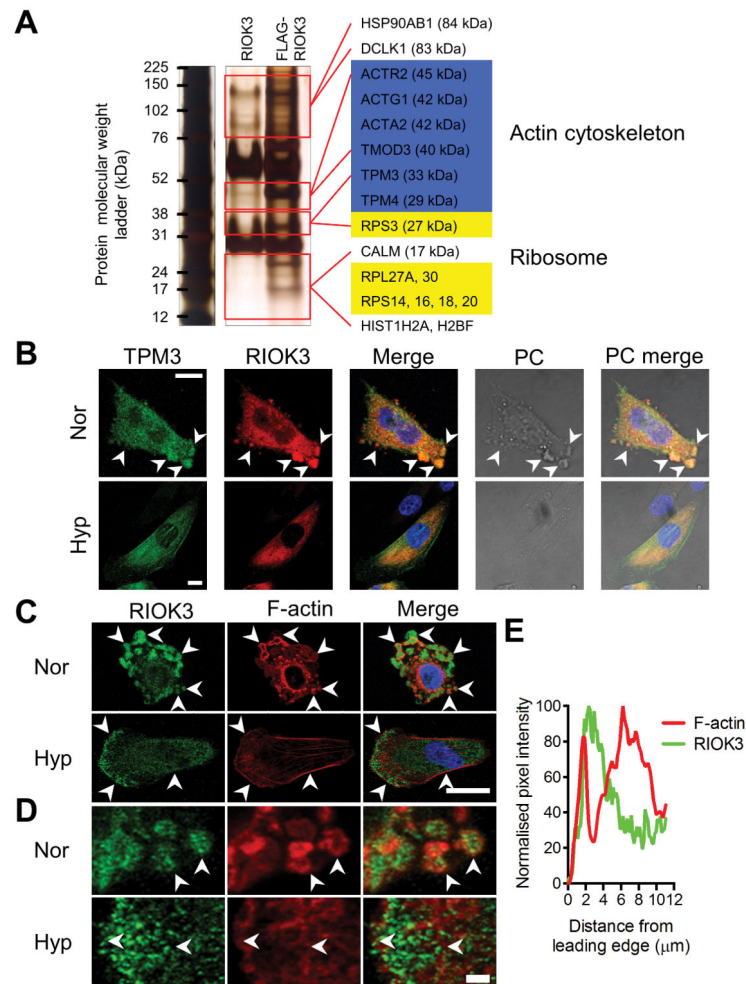 A
RIOK3
FLAG-
RIOK3
225
150
102
76
52
38
31
24
17
12
Protein molecular weight
ladder (kDa)
HSP90AB1 (84 kDa)
DCLK1 (83 kDa)
ACTR2 (45 kDa)
ACTG1 (42 kDa)
ACTA2 (42 kDa)
TMOD3 (40 kDa)
TPM3 (33 kDa)
TPM4 (29 kDa)
RPS3 (27 kDa)
CALM (17 kDa)
RPL27A, 30
RPS14, 16, 18, 20
HIST1H2A, H2BF
Actin cytoskeleton
Ribosome
B
TPM3 RIOK3 Merge PC PC merge
Nor
Hyp
C
RIOK3 F-actin Merge
Nor
Hyp
D
Nor
Hyp
E
Normalised pixel intensity
100
80
60
40
20
0
0 2 4 6 8 10 12
Distance from
leading edge (μm)
F-actin
RIOK3